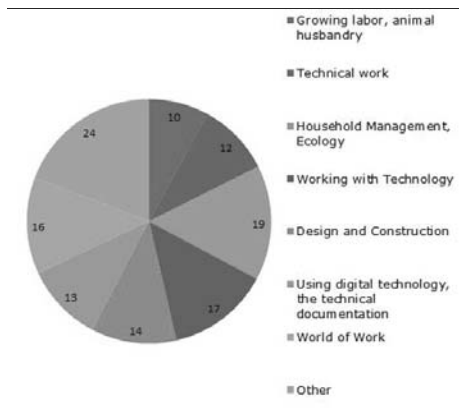 Growing labor, animal
husbandry
Technical work
Household Management,
Ecology
Working with Technology
Design and Construction
Using digital technology,
the technical
documentation
World of Work
Other
10
12
19
17
14
13
16
24